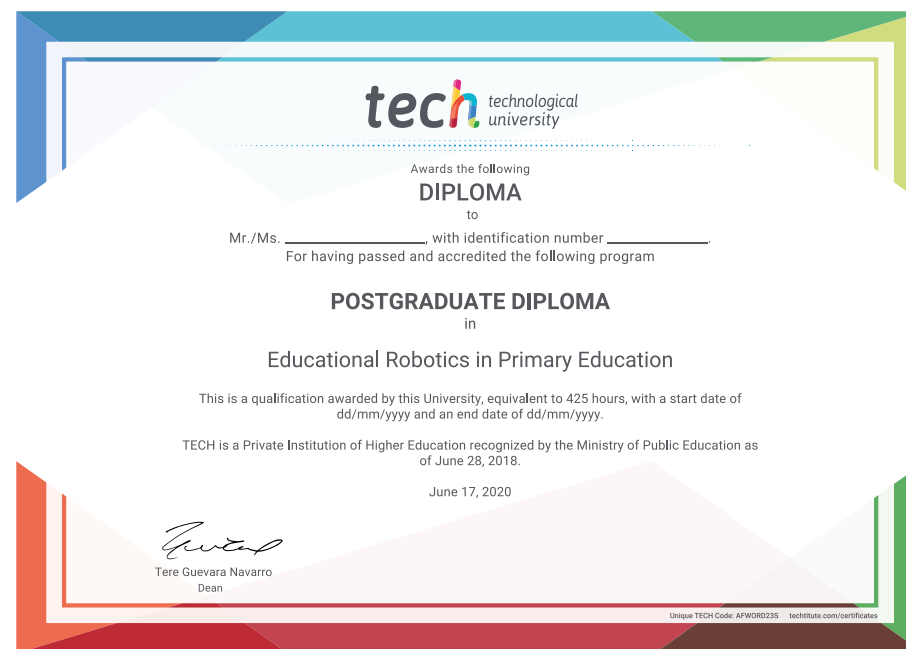 tech technological
university
Awards the following
DIPLOMA
to
Mr./Ms. ____________________, with identification number ______________.
For having passed and accredited the following program
POSTGRADUATE DIPLOMA
in
Educational Robotics in Primary Education
This is a qualification awarded by this University, equivalent to 425 hours, with a start date of
dd/mm/yyyy and an end date of dd/mm/yyyy.
TECH is a Private Institution of Higher Education recognized by the Ministry of Public Education as
of June 28, 2018.
June 17, 2020
Tere Guevara Navarro
Dean
Unique TECH Code: AFWORD23S techtitute.com/certificates